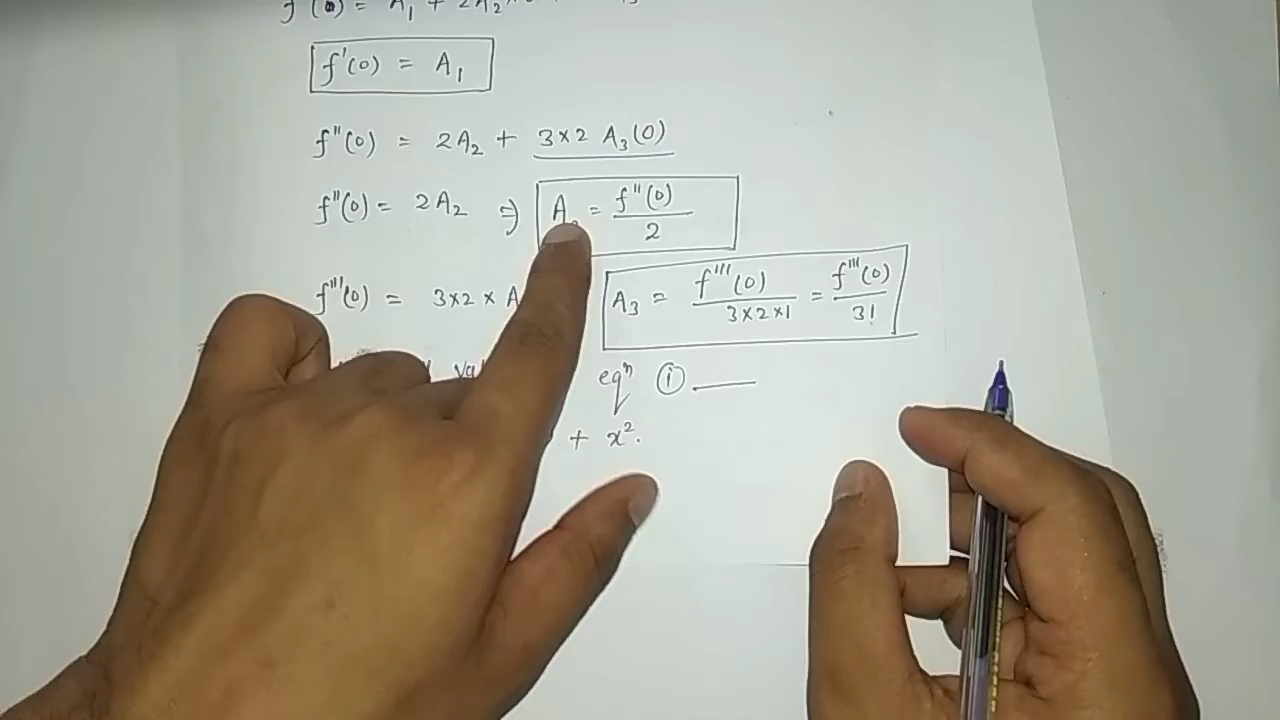 f'(0) = A₁
f''(0) = 2A₂ + 3×2 A₃(0)
f''(0) = 2A₂ ⇒ A = f''(0)/2
f'''(0) = 3×2×A A₃ = f'''(0)/3×2×1 = f'''(0)/3!
eqⁿ ①
+ x².